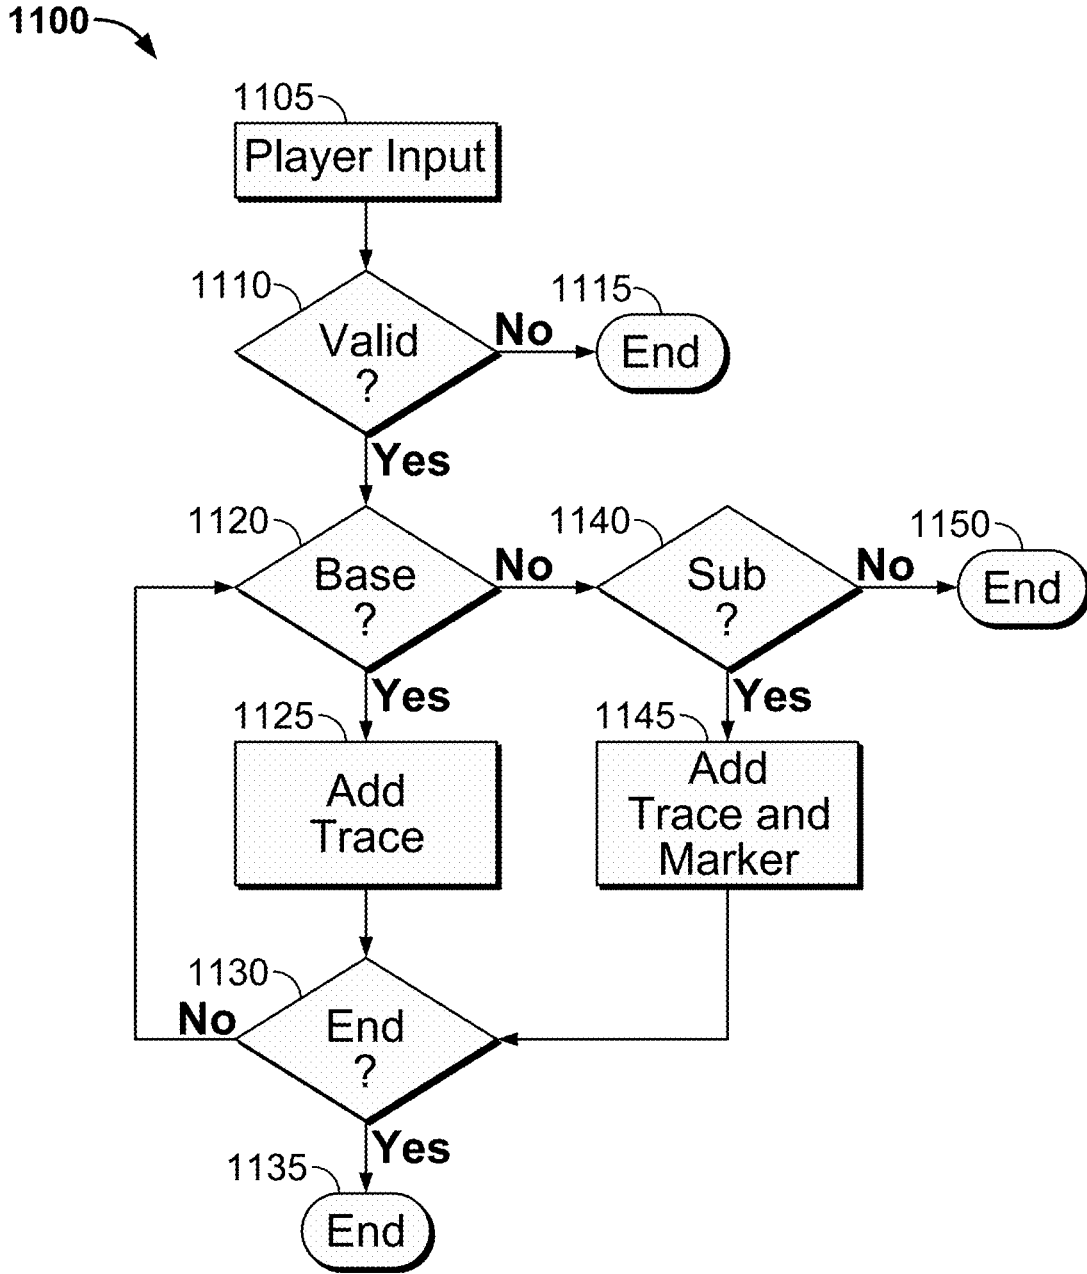 1100
1105
Player Input
1110
Valid
?
No
1115
End
Yes
1120
Base
?
No
1140
Sub
?
No
1150
End
Yes
Yes
1125
Add
Trace
1145
Add
Trace and
Marker
1130
No
End
?
Yes
1135
End